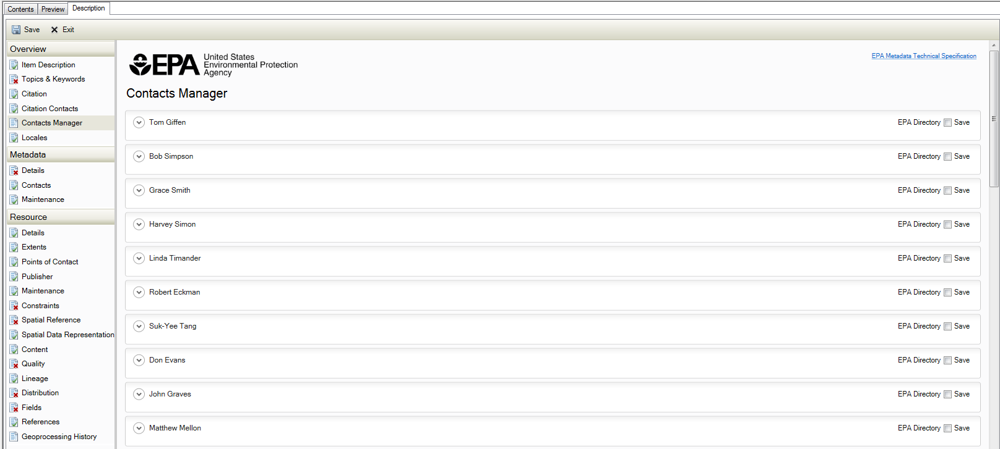 Contents Preview Description
Save Exit
Overview
Item Description
Topics & Keywords
Citation
Citation Contacts
Contacts Manager
Locales
Metadata
Details
Contacts
Maintenance
Resource
Details
Extents
Points of Contact
Publisher
Maintenance
Constraints
Spatial Reference
Spatial Data Representation
Content
Quality
Lineage
Distribution
Fields
References
Geoprocessing History
EPA
United States
Environmental Protection
Agency
EPA Metadata Technical Specification
Contacts Manager
Tom Giffen EPA Directory Save
Bob Simpson EPA Directory Save
Grace Smith EPA Directory Save
Harvey Simon EPA Directory Save
Linda Timander EPA Directory Save
Robert Eckman EPA Directory Save
Suk-Yee Tang EPA Directory Save
Don Evans EPA Directory Save
John Graves EPA Directory Save
Matthew Mellon EPA Directory Save